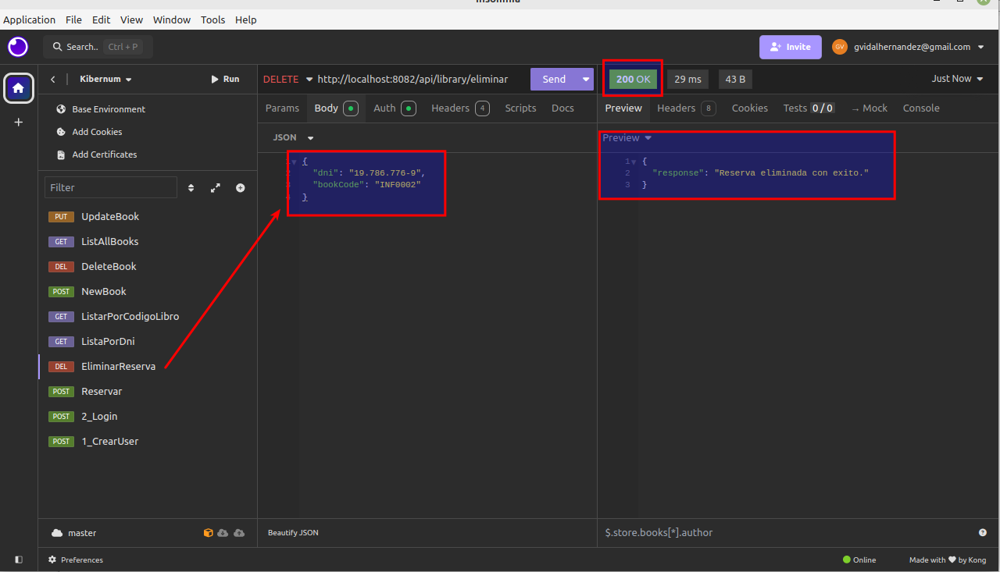 Insomnia
Application File Edit View Window Tools Help
Search.. Ctrl + P
Invite
GV gvidalhernandez@gmail.com
Kibernum
Run
DELETE http://localhost:8082/api/library/eliminar Send
200 OK 29 ms 43 B Just Now
Base Environment
Add Cookies
Add Certificates
Filter
PUT UpdateBook
GET ListAllBooks
DEL DeleteBook
POST NewBook
GET ListarPorCodigoLibro
GET ListaPorDni
DEL EliminarReserva
POST Reservar
POST 2_Login
POST 1_CrearUser
master
Params Body Auth Headers 4 Scripts Docs
JSON
1 {
2 "dni": "19.786.776-9",
3 "bookCode": "INF0002"
4 }
Beautify JSON
Preview Headers 8 Cookies Tests 0 / 0 → Mock Console
Preview
1 {
2 "response": "Reserva eliminada con exito."
3 }
$.store.books[*].author
Preferences
Online
Made with ❤ by Kong